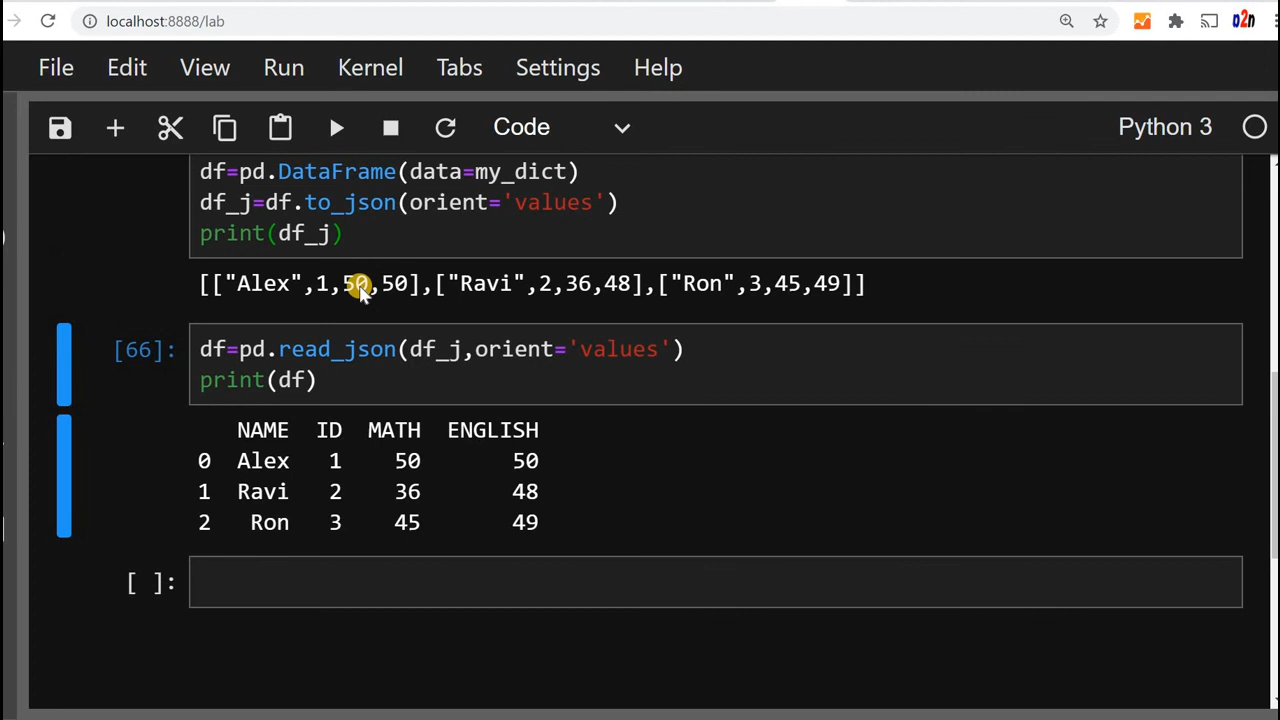 localhost:8888/lab
o2n
File Edit View Run Kernel Tabs Settings Help
Code Python 3
df=pd.DataFrame(data=my_dict)
df_j=df.to_json(orient='values')
print(df_j)
[["Alex",1,50,50],["Ravi",2,36,48],["Ron",3,45,49]]
[66]: df=pd.read_json(df_j,orient='values')
print(df)
NAME ID MATH ENGLISH
0 Alex 1 50 50
1 Ravi 2 36 48
2 Ron 3 45 49
[ ]: